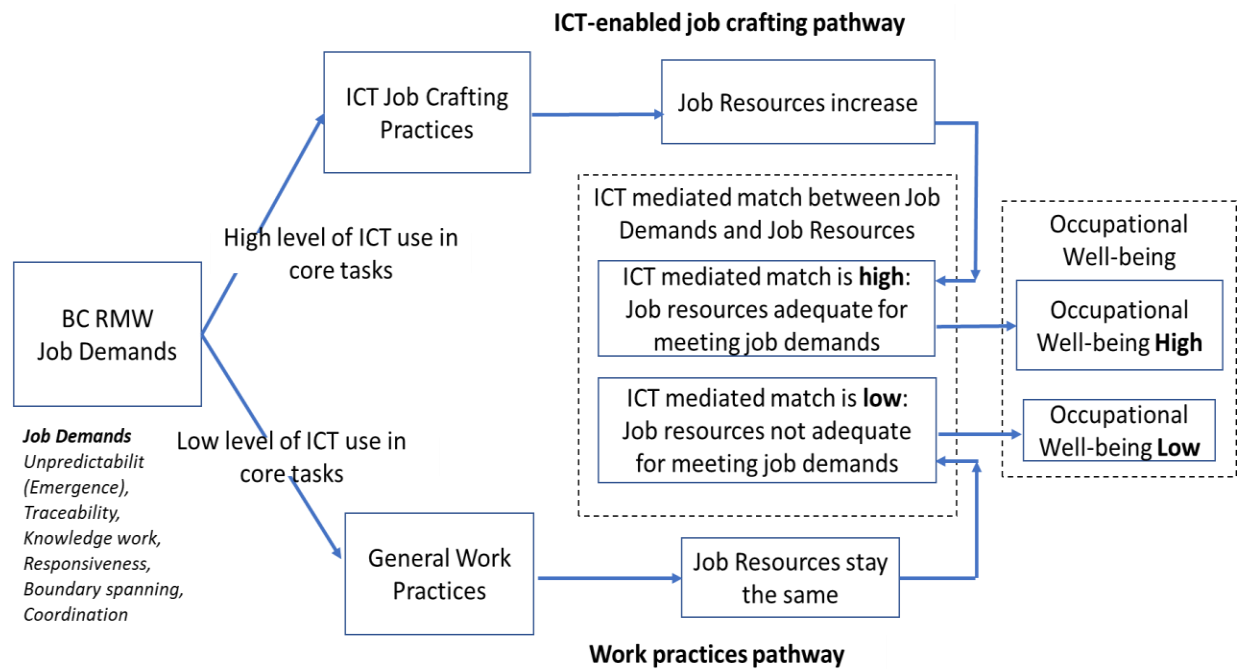 ICT-enabled job crafting pathway
ICT Job Crafting
Practices
Job Resources increase
High level of ICT use in
core tasks
BC RMW
Job Demands
Job Demands
Unpredictabilit
(Emergence),
Traceability,
Knowledge work,
Responsiveness,
Boundary spanning,
Coordination
Low level of ICT use in
core tasks
General Work
Practices
Job Resources stay
the same
ICT mediated match between Job
Demands and Job Resources
ICT mediated match is high:
Job resources adequate for
meeting job demands
ICT mediated match is low:
Job resources not adequate
for meeting job demands
Occupational
Well-being
Occupational
Well-being High
Occupational
Well-being Low
Work practices pathway